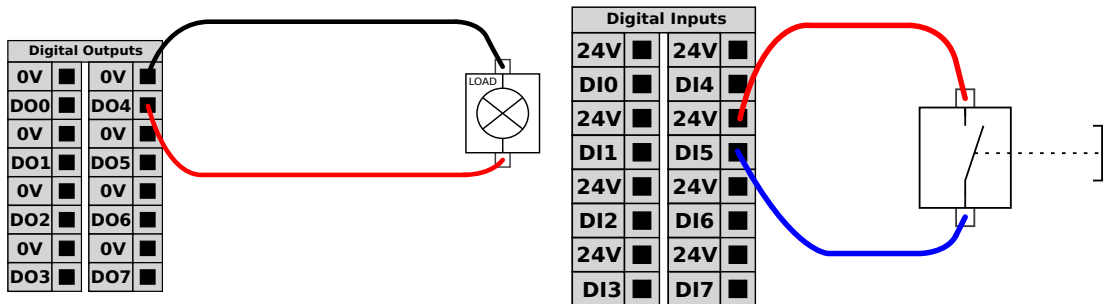 Digital Outputs
0V 0V
DO0 DO4
0V 0V
DO1 DO5
0V 0V
DO2 DO6
0V 0V
DO3 DO7
LOAD
Digital Inputs
24V 24V
DI0 DI4
24V 24V
DI1 DI5
24V 24V
DI2 DI6
24V 24V
DI3 DI7